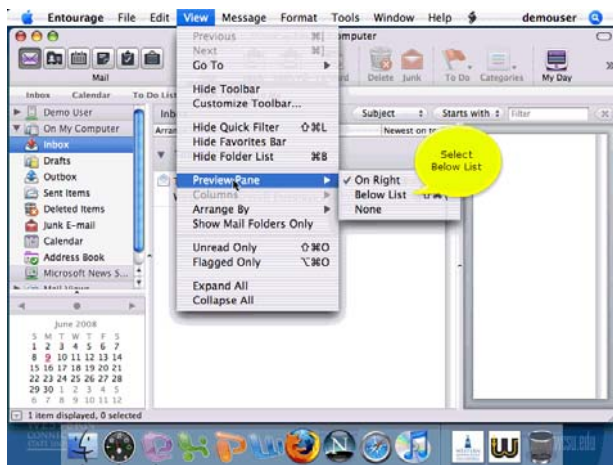 Entourage File Edit View Message Format Tools Window Help demouser
Previous ⌘[
Next ⌘]
Go To
Hide Toolbar
Customize Toolbar...
Hide Quick Filter ⇧⌘L
Hide Favorites Bar
Hide Folder List ⌘B
Preview Pane
Columns
Arrange By
Show Mail Folders Only
Unread Only ⇧⌘O
Flagged Only ⌥⌘O
Expand All
Collapse All
On Right
Below List
None
Select
Below List
Mail
Delete Junk To Do Categories My Day
Inbox Calendar To Do List
Subject Starts with Filter
Newest on
Demo User
On My Computer
Inbox
Drafts
Outbox
Sent Items
Deleted Items
Junk E-mail
Calendar
Address Book
Microsoft News S...
Mail Views
June 2008
S M T W T F S
1 2 3 4 5 6 7
8 9 10 11 12 13 14
15 16 17 18 19 20 21
22 23 24 25 26 27 28
29 30 1 2 3 4 5
6 7 8 9 10 11 12
1 item displayed, 0 selected